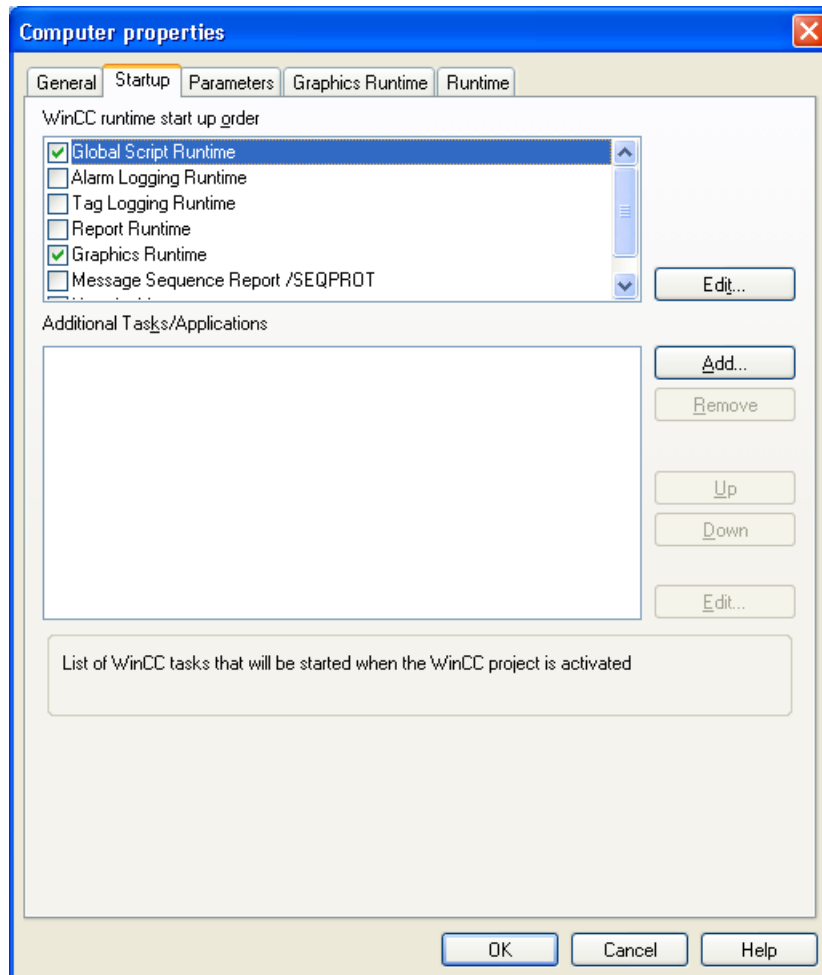 Computer properties
General Startup Parameters Graphics Runtime Runtime
WinCC runtime start up order
Global Script Runtime
Alarm Logging Runtime
Tag Logging Runtime
Report Runtime
Graphics Runtime
Message Sequence Report /SEQPROT
Edit...
Additional Tasks/Applications
Add...
Remove
Up
Down
Edit...
List of WinCC tasks that will be started when the WinCC project is activated
OK Cancel Help